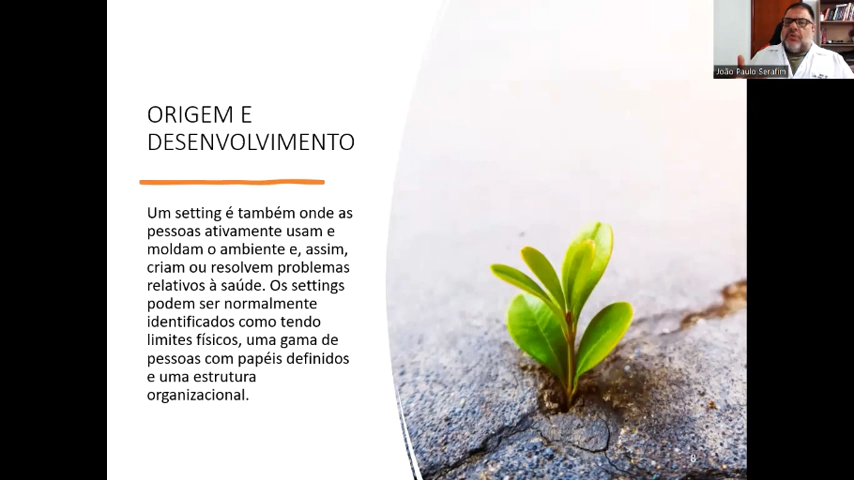 João Paulo Serafim
ORIGEM E
DESENVOLVIMENTO
Um setting é também onde as
pessoas ativamente usam e
moldam o ambiente e, assim,
criam ou resolvem problemas
relativos à saúde. Os settings
podem ser normalmente
identificados como tendo
limites físicos, uma gama de
pessoas com papéis definidos
e uma estrutura
organizacional.
8